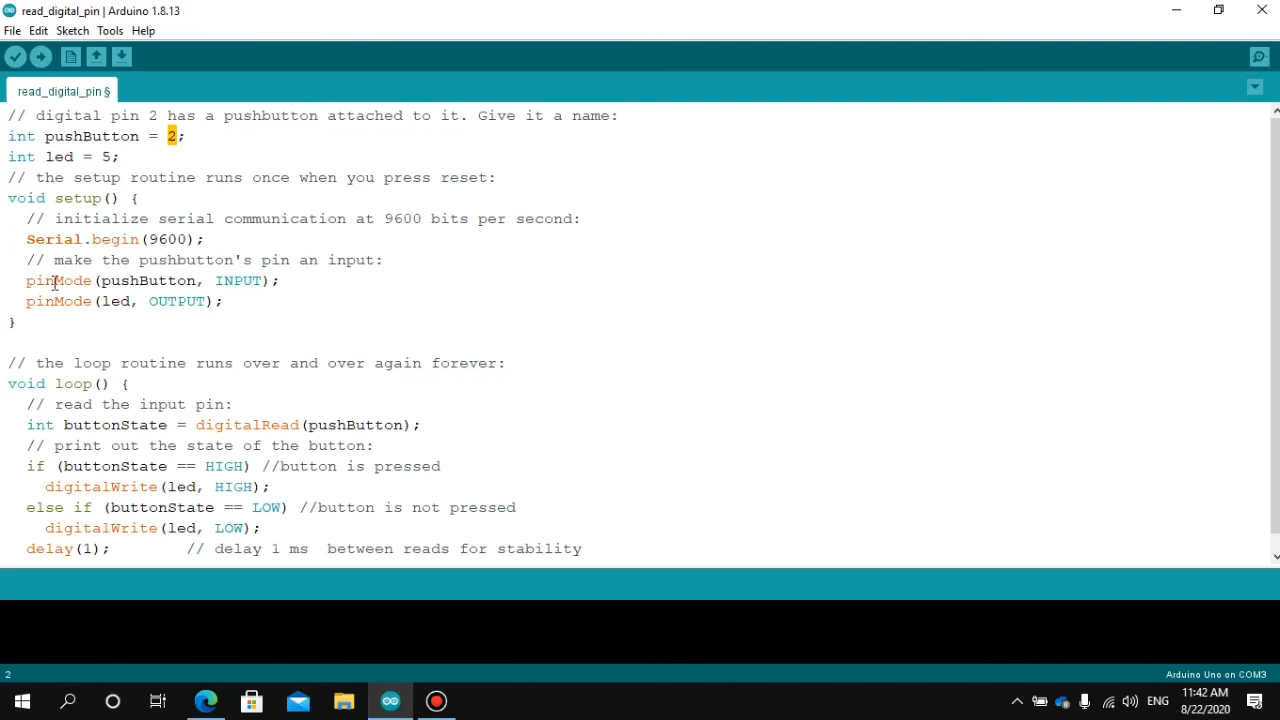 read_digital_pin | Arduino 1.8.13
File Edit Sketch Tools Help
read_digital_pin §
// digital pin 2 has a pushbutton attached to it. Give it a name:
int pushButton = 2;
int led = 5;
// the setup routine runs once when you press reset:
void setup() {
  // initialize serial communication at 9600 bits per second:
  Serial.begin(9600);
  // make the pushbutton's pin an input:
  pinMode(pushButton, INPUT);
  pinMode(led, OUTPUT);
}
// the loop routine runs over and over again forever:
void loop() {
  // read the input pin:
  int buttonState = digitalRead(pushButton);
  // print out the state of the button:
  if (buttonState == HIGH) //button is pressed
    digitalWrite(led, HIGH);
  else if (buttonState == LOW) //button is not pressed
    digitalWrite(led, LOW);
  delay(1);        // delay 1 ms  between reads for stability
2
Arduino Uno on COM3
ENG
11:42 AM
8/22/2020